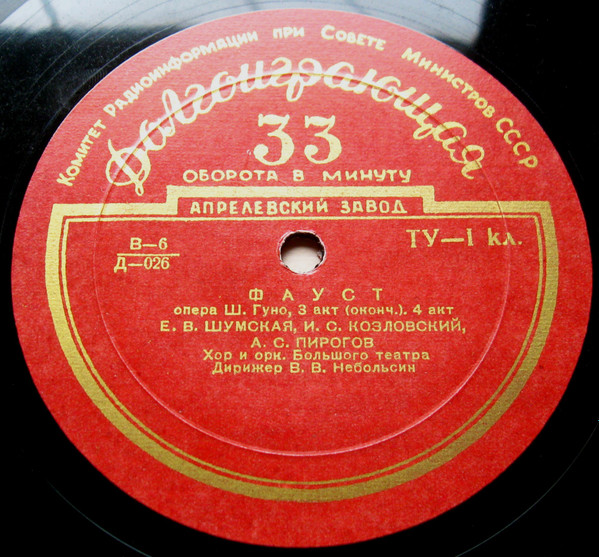 Комитет Радиоинформации при Совете Министров СССР
Долгоиграющая
33
ОБОРОТА В МИНУТУ
АПРЕЛЕВСКИЙ ЗАВОД
В—6
Д—026
ТУ—I кл.
ФАУСТ
опера Ш. Гуно, 3 акт (оконч.). 4 акт
Е. В. ШУМСКАЯ, И. С. КОЗЛОВСКИЙ,
А. С. ПИРОГОВ
Хор и орк. Большого театра
Дирижер В. В. Небольсин